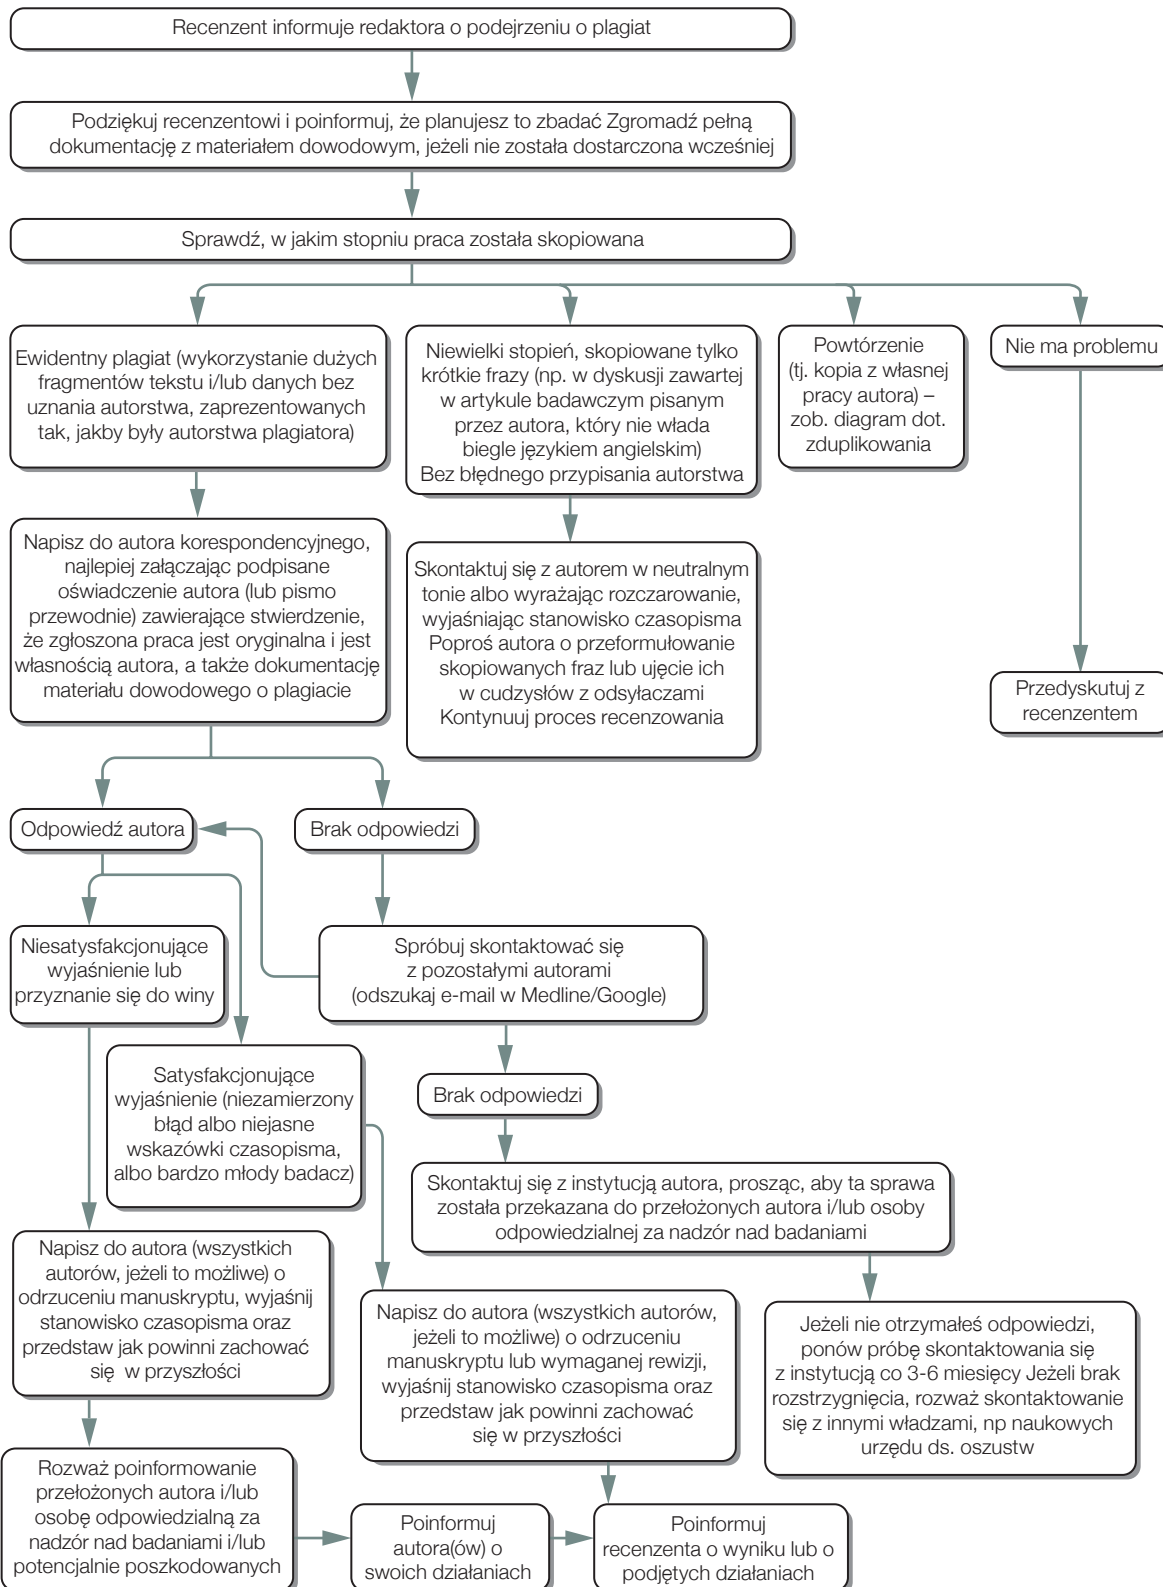 Recenzent informuje redaktora o podejrzeniu o plagiat
Podziękuj recenzentowi i poinformuj, że planujesz to zbadać Zgromadź pełną
dokumentację z materiałem dowodowym, jeżeli nie została dostarczona wcześniej
Sprawdź, w jakim stopniu praca została skopiowana
Ewidentny plagiat (wykorzystanie dużych
fragmentów tekstu i/lub danych bez
uznania autorstwa, zaprezentowanych
tak, jakby były autorstwa plagiatora)
Niewielki stopień, skopiowane tylko
krótkie frazy (np. w dyskusji zawartej
w artykule badawczym pisanym
przez autora, który nie włada
biegle językiem angielskim)
Bez błędnego przypisania autorstwa
Powtórzenie
(tj. kopia z własnej
pracy autora) –
zob. diagram dot.
zduplikowania
Nie ma problemu
Napisz do autora korespondencyjnego,
najlepiej załączając podpisane
oświadczenie autora (lub pismo
przewodnie) zawierające stwierdzenie,
że zgłoszona praca jest oryginalna i jest
własnością autora, a także dokumentację
materiału dowodowego o plagiacie
Skontaktuj się z autorem w neutralnym
tonie albo wyrażając rozczarowanie,
wyjaśniając stanowisko czasopisma
Poproś autora o przeformułowanie
skopiowanych fraz lub ujęcie ich
w cudzysłów z odsyłaczami
Kontynuuj proces recenzowania
Przedyskutuj z
recenzentem
Odpowiedź autora
Brak odpowiedzi
Niesatysfakcjonujące
wyjaśnienie lub
przyznanie się do winy
Spróbuj skontaktować się
z pozostałymi autorami
(odszukaj e-mail w Medline/Google)
Satysfakcjonujące
wyjaśnienie (niezamierzony
błąd albo niejasne
wskazówki czasopisma,
albo bardzo młody badacz)
Brak odpowiedzi
Skontaktuj się z instytucją autora, prosząc, aby ta sprawa
została przekazana do przełożonych autora i/lub osoby
odpowiedzialnej za nadzór nad badaniami
Napisz do autora (wszystkich
autorów, jeżeli to możliwe) o
odrzuceniu manuskryptu, wyjaśnij
stanowisko czasopisma oraz
przedstaw jak powinni zachować
się w przyszłości
Napisz do autora (wszystkich autorów,
jeżeli to możliwe) o odrzuceniu
manuskryptu lub wymaganej rewizji,
wyjaśnij stanowisko czasopisma oraz
przedstaw jak powinni zachować
się w przyszłości
Jeżeli nie otrzymałeś odpowiedzi,
ponów próbę skontaktowania się
z instytucją co 3-6 miesięcy Jeżeli brak
rozstrzygnięcia, rozważ skontaktowanie
się z innymi władzami, np naukowych
urzędu ds. oszustw
Rozważ poinformowanie
przełożonych autora i/lub
osobę odpowiedzialną za
nadzór nad badaniami i/lub
potencjalnie poszkodowanych
Poinformuj
autora(ów) o
swoich działaniach
Poinformuj
recenzenta o wyniku lub o
podjętych działaniach